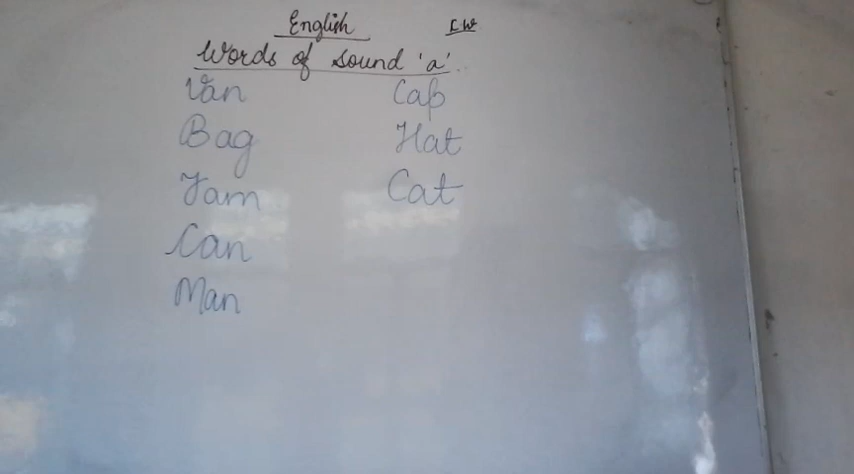 English C.W
Words of sound 'a'
Van Cap
Bag Hat
Jam Cat
Can
Man